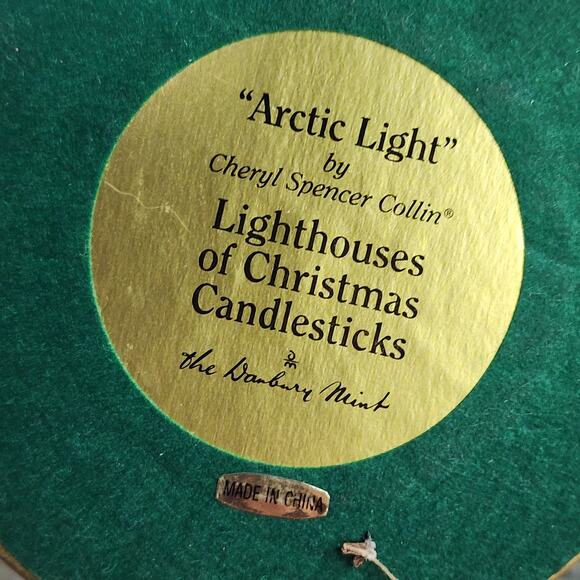 “Arctic Light”
by
Cheryl Spencer Collin®
Lighthouses
of Christmas
Candlesticks
the Danbury Mint
MADE IN CHINA